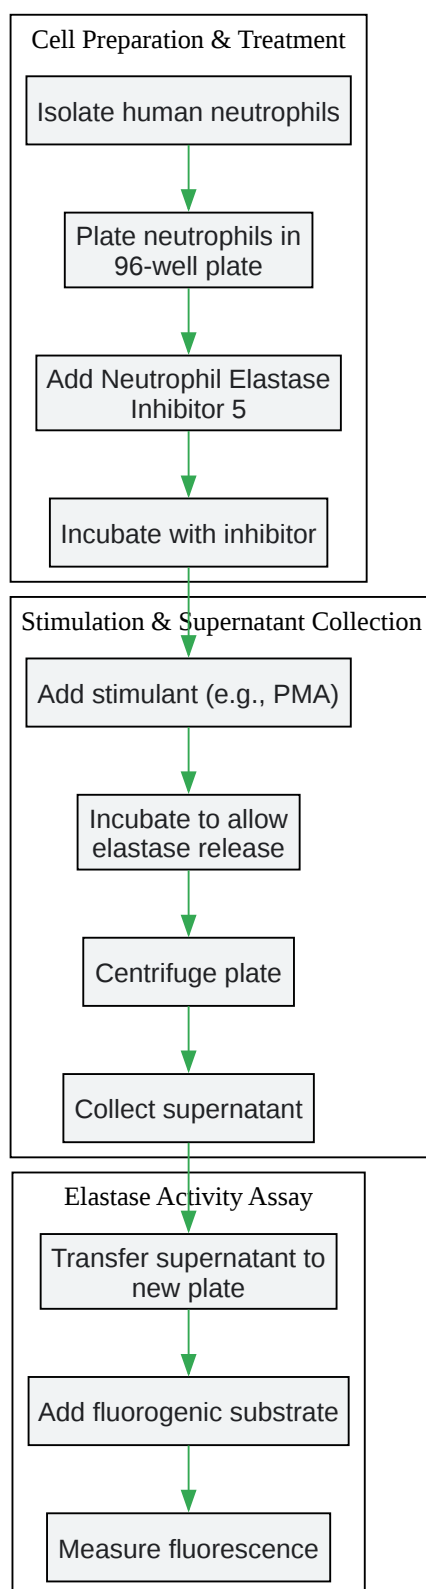 Cell Preparation & Treatment
Isolate human neutrophils
Plate neutrophils in
96-well plate
Add Neutrophil Elastase
Inhibitor 5
Incubate with inhibitor
Stimulation & Supernatant Collection
Add stimulant (e.g., PMA)
Incubate to allow
elastase release
Centrifuge plate
Collect supernatant
Elastase Activity Assay
Transfer supernatant to
new plate
Add fluorogenic substrate
Measure fluorescence